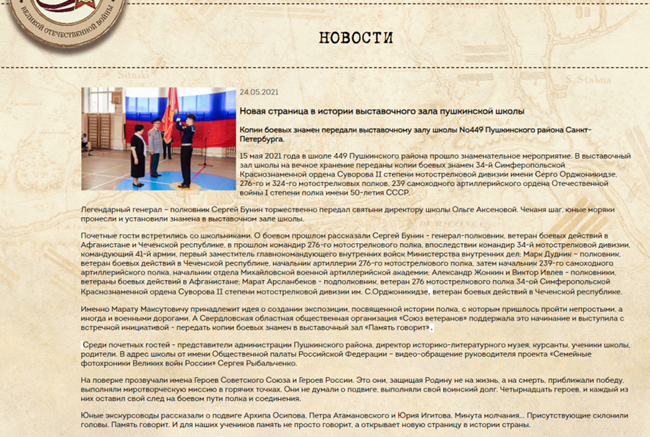 ВЕЛИКОЙ ОТЕЧЕСТВЕННОЙ ВОЙНЫ
НОВОСТИ
Sitniki
S. Stalna
24.05.2021
Новая страница в истории выставочного зала пушкинской школы
Копии боевых знамен передали выставочному залу школы No449 Пушкинского района Санкт-
Петербурга.
15 мая 2021 года в школе 449 Пушкинского района прошло знаменательное мероприятие. В выставочный
зал школы на вечное хранение переданы копии боевых знамен 34-й Симферопольской
Краснознаменной ордена Суворова II степени мотострелковой дивизии имени Серго Орджоникидзе,
276-го и 324-го мотострелковых полков, 239 самоходного артиллерийского ордена Отечественной
войны I степени полка имени 50-летия СССР.
Легендарный генерал – полковник Сергей Бунин торжественно передал святыни директору школы Ольге Аксеновой. Чеканя шаг, юные моряки
пронесли и установили знамена в выставочном зале школы.
Почетные гости встретились со школьниками. О боевом прошлом рассказали Сергей Бунин - генерал-полковник, ветеран боевых действий в
Афганистане и Чеченской республике, в прошлом командир 276-го мотострелкового полка, впоследствии командир 34-й мотострелковой дивизии,
командующий 41-й армии, первый заместитель главнокомандующего внутренних войск Министерства внутренних дел; Марк Дудник – полковник,
ветеран боевых действий в Чеченской республике, начальник артиллерии 276-го мотострелкового полка, затем начальник 239-го самоходного
артиллерийского полка, начальник отдела Михайловской военной артиллерийской академии; Александр Жонкин и Виктор Ивлев - полковники,
ветераны боевых действий в Афганистане; Марат Арсланбеков - подполковник, ветеран 276 мотострелкового полка 34-ой Симферопольской
Краснознаменной ордена Суворова II степени мотострелковой дивизии им. С.Орджоникидзе, ветеран боевых действий в Чеченской республике.
Именно Марату Максутовичу принадлежит идея о создании экспозиции, посвященной истории полка, с которым пришлось пройти непростыми, а
иногда и военными дорогами. А Свердловская областная общественная организация «Союз ветеранов» поддержала это начинание и выступила с
встречной инициативой - передать копии боевых знамен в выставочный зал «Память говорит».
Среди почетных гостей – представители администрации Пушкинского района, директор историко-литературного музея, курсанты, ученики школы,
родители. В адрес школы от имени Общественной палаты Российской Федерации – видео-обращение руководителя проекта «Семейные
фотохроники Великих войн России» Сергея Рыбальченко.
На поверке прозвучали имена Героев Советского Союза и Героев России. Это они, защищая Родину не на жизнь, а на смерть, приближали победу,
выполняли миротворческую миссию в горячих точках. Они не думали о подвиге, выполняли свой воинский долг. Четырнадцать героев, и каждый из
них оставил свой след на боевом пути полка и соединения.
Юные экскурсоводы рассказали о подвиге Архипа Осипова, Петра Атамановского и Юрия Игитова. Минута молчания... Присутствующие склонили
головы. Память говорит. И для наших учеников память не просто говорит, а открывает новую страницу в истории страны.